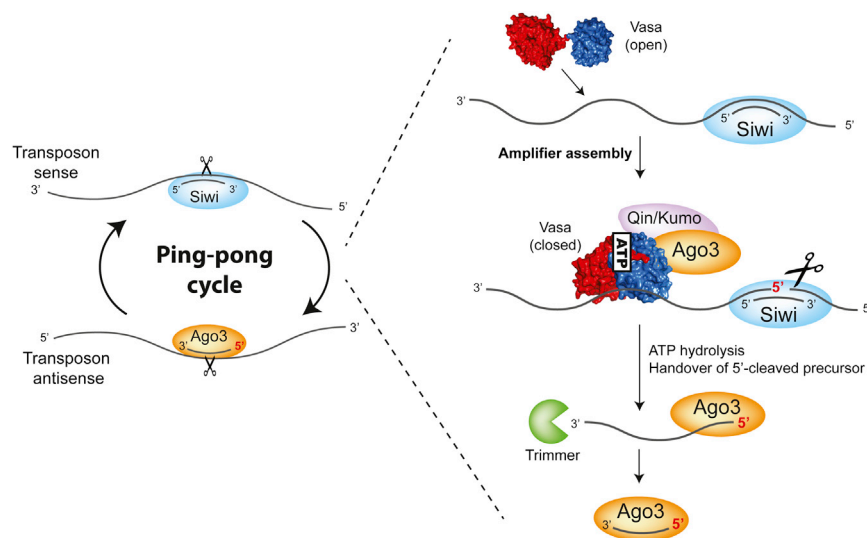 Transposon
sense
3’
5’
3’
Siwi
5’
Ping-pong
cycle
5’
3’
Ago3
3’
5’
Transposon
antisense
Vasa
(open)
3’
5’
3’
Siwi
5’
Amplifier assembly
Qin/Kumo
Vasa
(closed)
ATP
Ago3
3’
5’
5’
3’
Siwi
5’
ATP hydrolysis
Handover of 5’-cleaved precursor
Ago3
3’
5’
Trimmer
Ago3
3’
5’